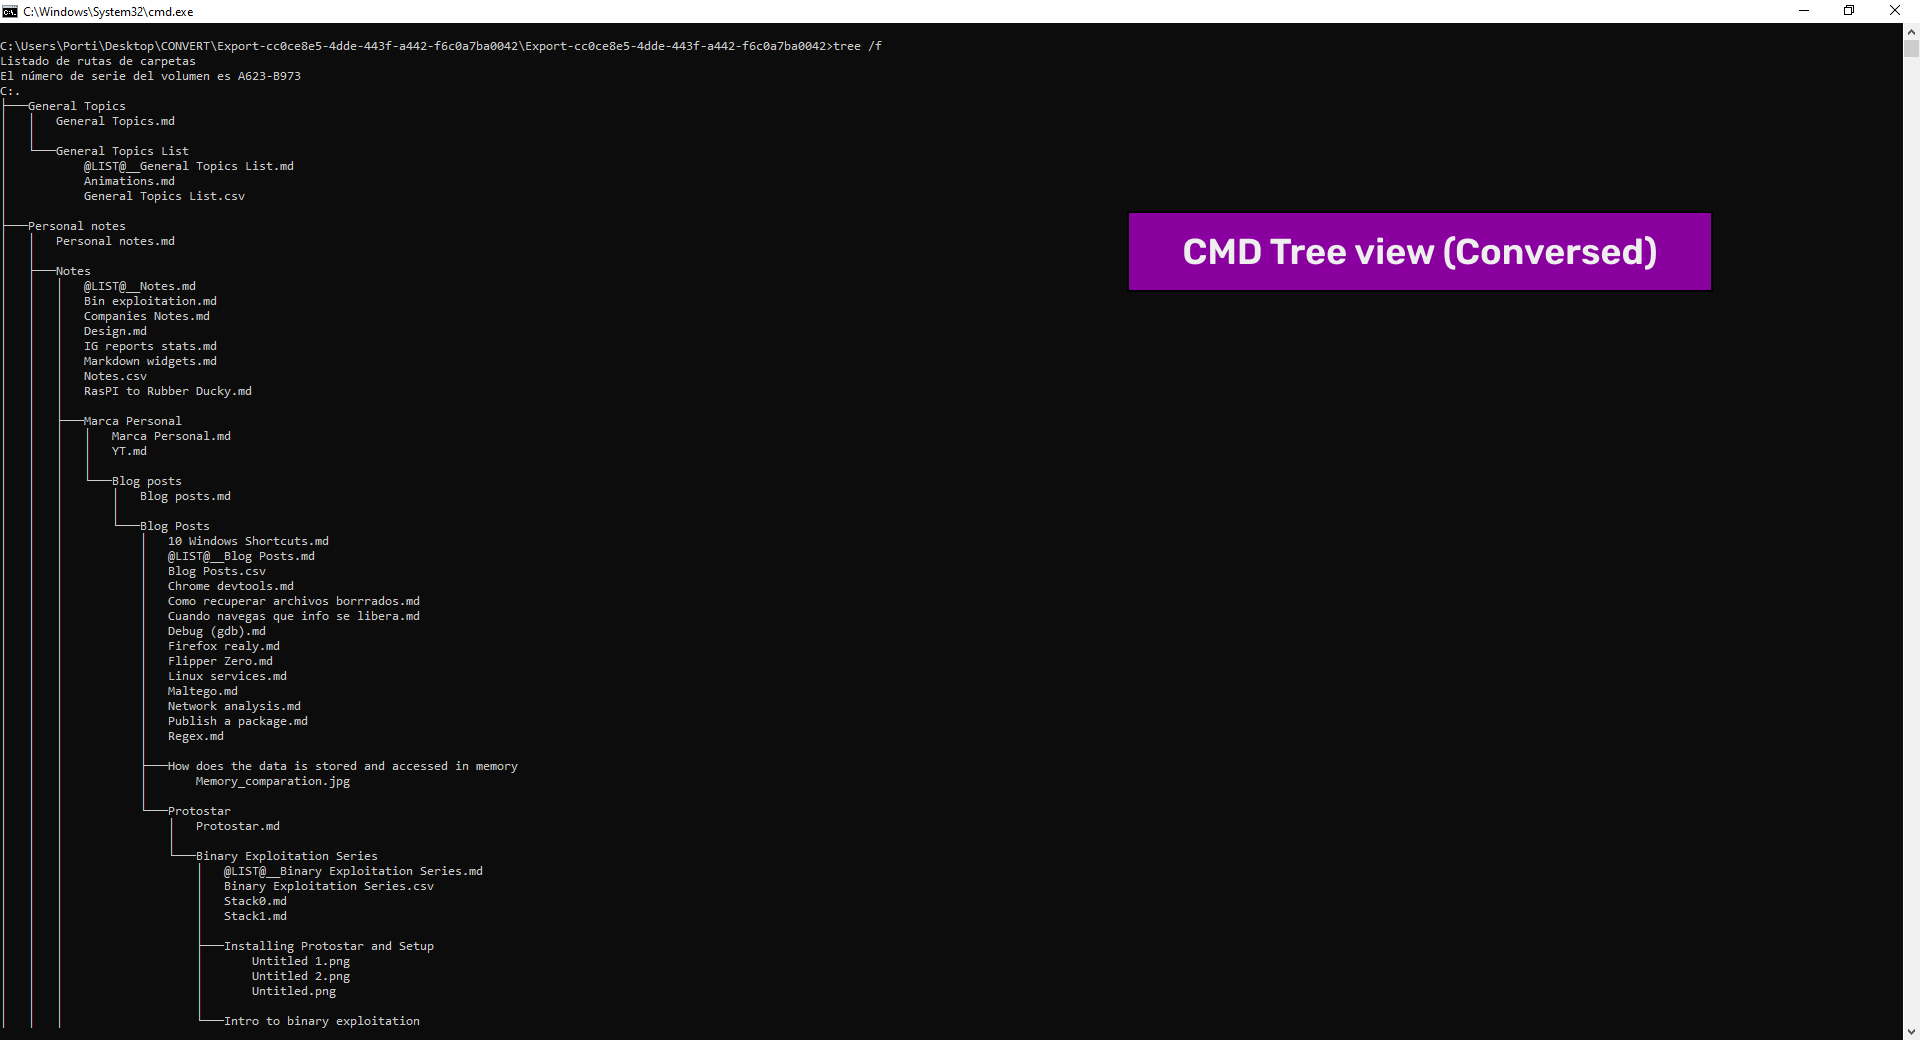 C:\Windows\System32\cmd.exe
C:\Users\Porti\Desktop\CONVERT\Export-cc0ce8e5-4dde-443f-a442-f6c0a7ba0042\Export-cc0ce8e5-4dde-443f-a442-f6c0a7ba0042>tree /f
Listado de rutas de carpetas
El número de serie del volumen es A623-B973
C:.
├───General Topics
│   │   General Topics.md
│   │
│   └───General Topics List
│           @LIST@__General Topics List.md
│           Animations.md
│           General Topics List.csv
│
├───Personal notes
│   │   Personal notes.md
│   │
│   ├───Notes
│   │   │   @LIST@__Notes.md
│   │   │   Bin exploitation.md
│   │   │   Companies Notes.md
│   │   │   Design.md
│   │   │   IG reports stats.md
│   │   │   Markdown widgets.md
│   │   │   Notes.csv
│   │   │   RasPI to Rubber Ducky.md
│   │   │
│   │   ├───Marca Personal
│   │   │   │   Marca Personal.md
│   │   │   │   YT.md
│   │   │   │
│   │   │   └───Blog posts
│   │   │       │   Blog posts.md
│   │   │       │
│   │   │       └───Blog Posts
│   │   │           │   10 Windows Shortcuts.md
│   │   │           │   @LIST@__Blog Posts.md
│   │   │           │   Blog Posts.csv
│   │   │           │   Chrome devtools.md
│   │   │           │   Como recuperar archivos borrrados.md
│   │   │           │   Cuando navegas que info se libera.md
│   │   │           │   Debug (gdb).md
│   │   │           │   Firefox realy.md
│   │   │           │   Flipper Zero.md
│   │   │           │   Linux services.md
│   │   │           │   Maltego.md
│   │   │           │   Network analysis.md
│   │   │           │   Publish a package.md
│   │   │           │   Regex.md
│   │   │           │
│   │   │           ├───How does the data is stored and accessed in memory
│   │   │           │       Memory_comparation.jpg
│   │   │           │
│   │   │           └───Protostar
│   │   │               │   Protostar.md
│   │   │               │
│   │   │               └───Binary Exploitation Series
│   │   │                   │   @LIST@__Binary Exploitation Series.md
│   │   │                   │   Binary Exploitation Series.csv
│   │   │                   │   Stack0.md
│   │   │                   │   Stack1.md
│   │   │                   │
│   │   │                   ├───Installing Protostar and Setup
│   │   │                   │       Untitled 1.png
│   │   │                   │       Untitled 2.png
│   │   │                   │       Untitled.png
│   │   │                   │
│   │   │                   └───Intro to binary exploitation
CMD Tree view (Conversed)